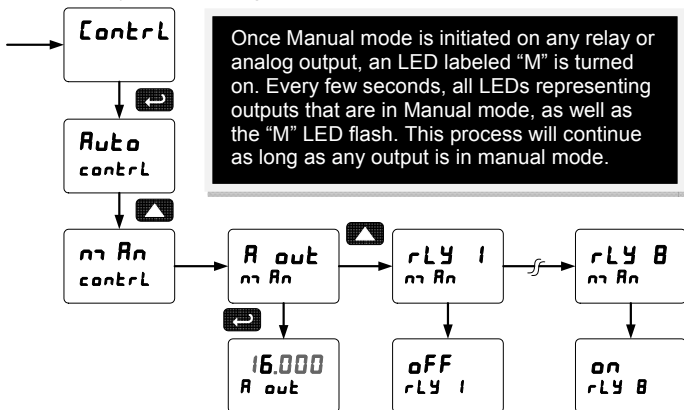 Contrl
Once Manual mode is initiated on any relay or
analog output, an LED labeled “M” is turned
on. Every few seconds, all LEDs representing
outputs that are in Manual mode, as well as
the “M” LED flash. This process will continue
as long as any output is in manual mode.
Auto
contrL
mAn
contrL
A out
mAn
rLY 1
mAn
rLY 8
mAn
16.000
A out
oFF
rLY 1
on
rLY 8